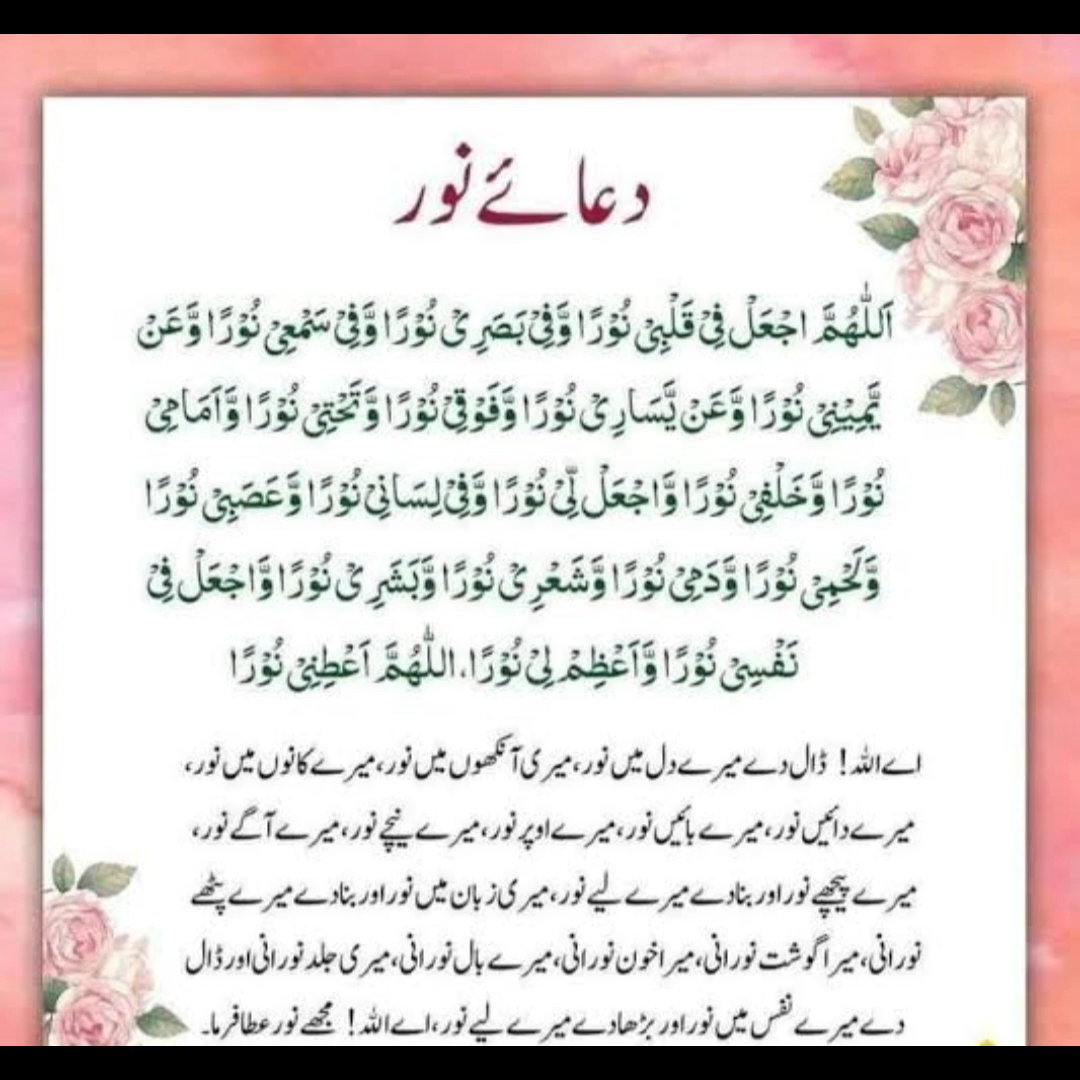 دعائے نور
اَللّٰهُمَّ اجْعَلْ فِیْ قَلْبِیْ نُوْرًا وَّفِیْ بَصَرِیْ نُوْرًا وَّفِیْ سَمْعِیْ نُوْرًا وَّعَنْ
یَّمِیْنِیْ نُوْرًا وَّعَنْ یَّسَارِیْ نُوْرًا وَّفَوْقِیْ نُوْرًا وَّتَحْتِیْ نُوْرًا وَّاَمَامِیْ
نُوْرًا وَّخَلْفِیْ نُوْرًا وَّاجْعَلْ لِّیْ نُوْرًا وَّفِیْ لِسَانِیْ نُوْرًا وَّعَصَبِیْ نُوْرًا
وَّلَحْمِیْ نُوْرًا وَّدَمِیْ نُوْرًا وَّشَعْرِیْ نُوْرًا وَّبَشَرِیْ نُوْرًا وَّاجْعَلْ فِیْ
نَفْسِیْ نُوْرًا وَّاَعْظِمْ لِیْ نُوْرًا، اللّٰهُمَّ اَعْطِنِیْ نُوْرًا
اے اللہ! ڈال دے میرے دل میں نور، میری آنکھوں میں نور، میرے کانوں میں نور،
میرے دائیں نور، میرے بائیں نور، میرے اوپر نور، میرے نیچے نور، میرے آگے نور،
میرے پیچھے نور اور بنادے میرے لیے نور، میری زبان میں نور اور بنادے میرے پٹھے
نورانی، میرا گوشت نورانی، میرا خون نورانی، میرے بال نورانی، میری جلد نورانی اور ڈال
دے میرے نفس میں نور اور بڑھادے میرے لیے نور، اے اللہ! مجھے نور عطا فرما۔